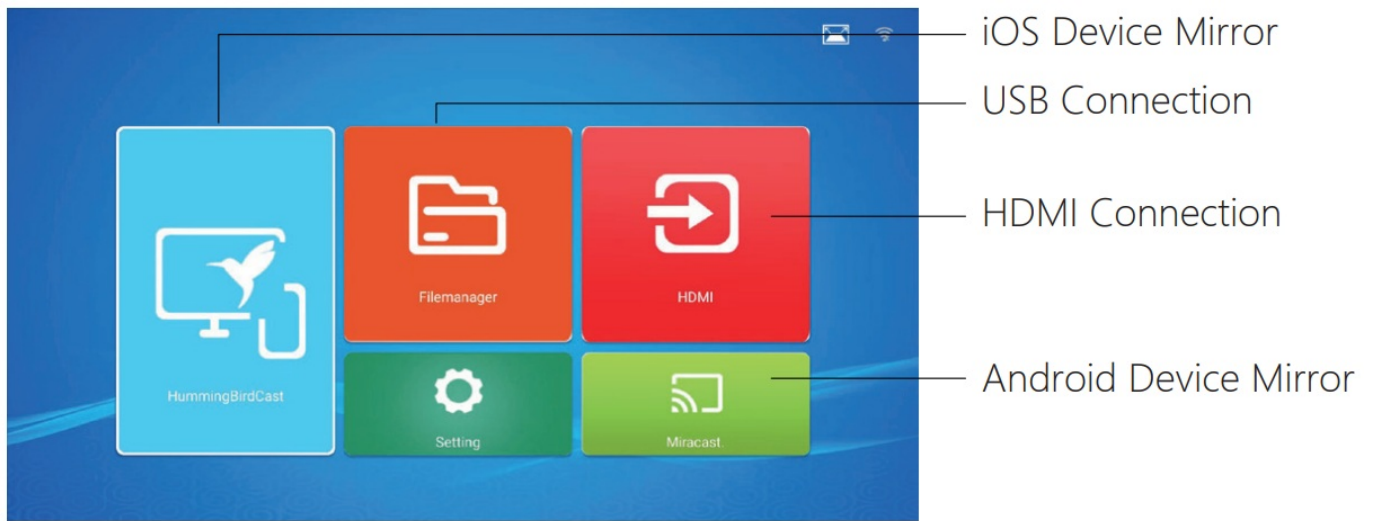 iOS Device Mirror
USB Connection
HDMI Connection
Filemanager
HDMI
Android Device Mirror
HummingBirdCast
Setting
Miracast.